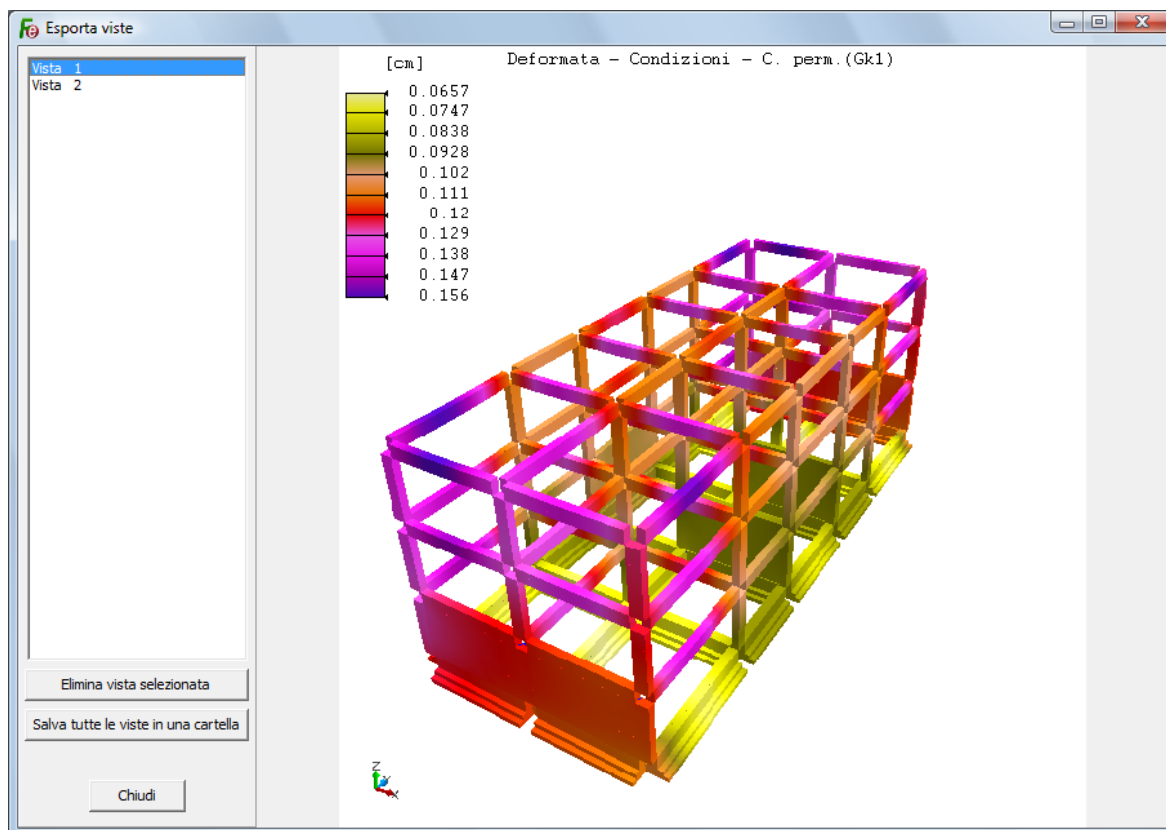 Fe Esporta viste
Vista 1
Vista 2
Elimina vista selezionata
Salva tutte le viste in una cartella
Chiudi
Deformata - Condizioni - C. perm.(Gk1)
[cm]
0.0657
0.0747
0.0838
0.0928
0.102
0.111
0.12
0.129
0.138
0.147
0.156
Z
Y
X